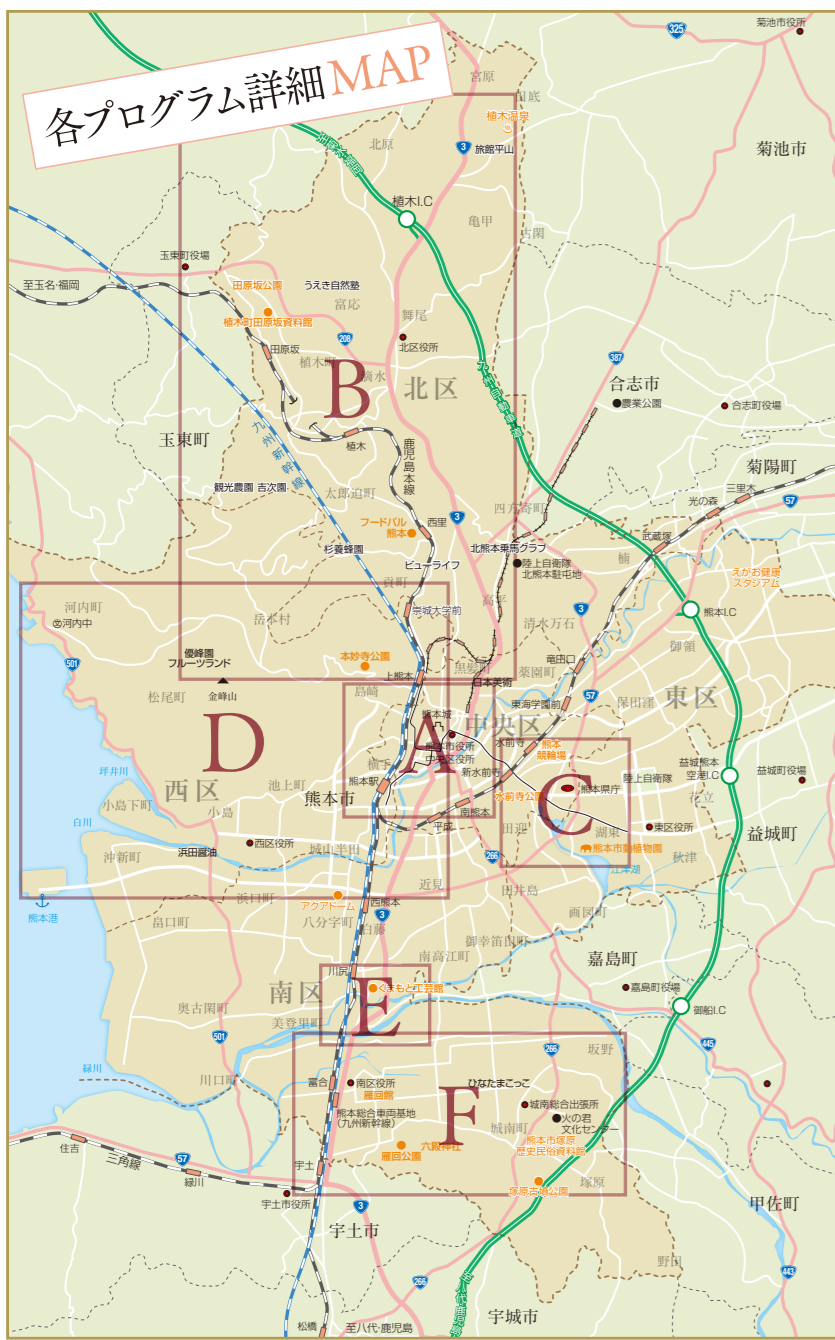 各プログラム詳細MAP
325
菊池市役所
宮原
植木温泉
3
旅館平山
北原
菊池市
植木I.C
亀甲
古閑
玉東町役場
至玉名・福岡
田原坂公園
うえき自然塾
富応
植木町田原坂資料館
舞尾
208
北区役所
田原坂
387
合志市
農業公園
合志町役場
B
北区
玉東町
九州新幹線
植木
鹿児島本線
菊陽町
三里木
光の森
57
観光農園 吉次園
太郎迫町
四方寄町
武蔵塚
フードパル
熊本
西里
3
楠
杉養蜂園
ビューライフ
北熊本乗馬クラブ
陸上自衛隊
北熊本駐屯地
えがお健康
スタジアム
貢町
高平
3
河内町
河内中
岳本村
崇城大学前
清水万石
熊本I.C
御領
優峰園
フルーツランド
本妙寺公園
上熊本
黒髪町
薬園町
竜田口
501
金峰山
島崎
日本美術
57
東区
松尾町
東海学園前
保田窪
D
A
熊本城
中央区
水前寺
熊本
競輪場
熊本市役所
中央区役所
新水前寺
坪井川
横手
陸上自衛隊
益城熊本
空港I.C
益城町役場
西区
池上町
熊本駅
熊本市
C
熊本県庁
花立
小島下町
小島
南熊本
水前寺公園
白川
平成
田迎
湖東
東区役所
益城町
沖新町
浜田醤油
西区役所
城山半田
266
熊本市動植物園
秋津
近見
江津湖
熊本港
浜口町
アクアドーム
西熊本
田井島
畠口町
八分字町
3
白藤
画図町
御幸笛田町
南高江町
嘉島町
川尻
南区
E
くまもと工芸館
嘉島町役場
奥古閑町
美登里町
御船I.C
501
266
坂野
445
緑川
川口町
富合
南区役所
雁回館
ひなたまこっこ
F
城南総合出張所
熊本総合車両基地
(九州新幹線)
城南町
火の君
文化センター
住吉
57
三角線
緑川
宇土
雁回公園
六殿神社
熊本市塚原
歴史民俗資料館
宇土市役所
塚原古墳公園
塚原
甲佐町
3
宇土市
野田
266
443
宇城市
松橋
至八代・鹿児島